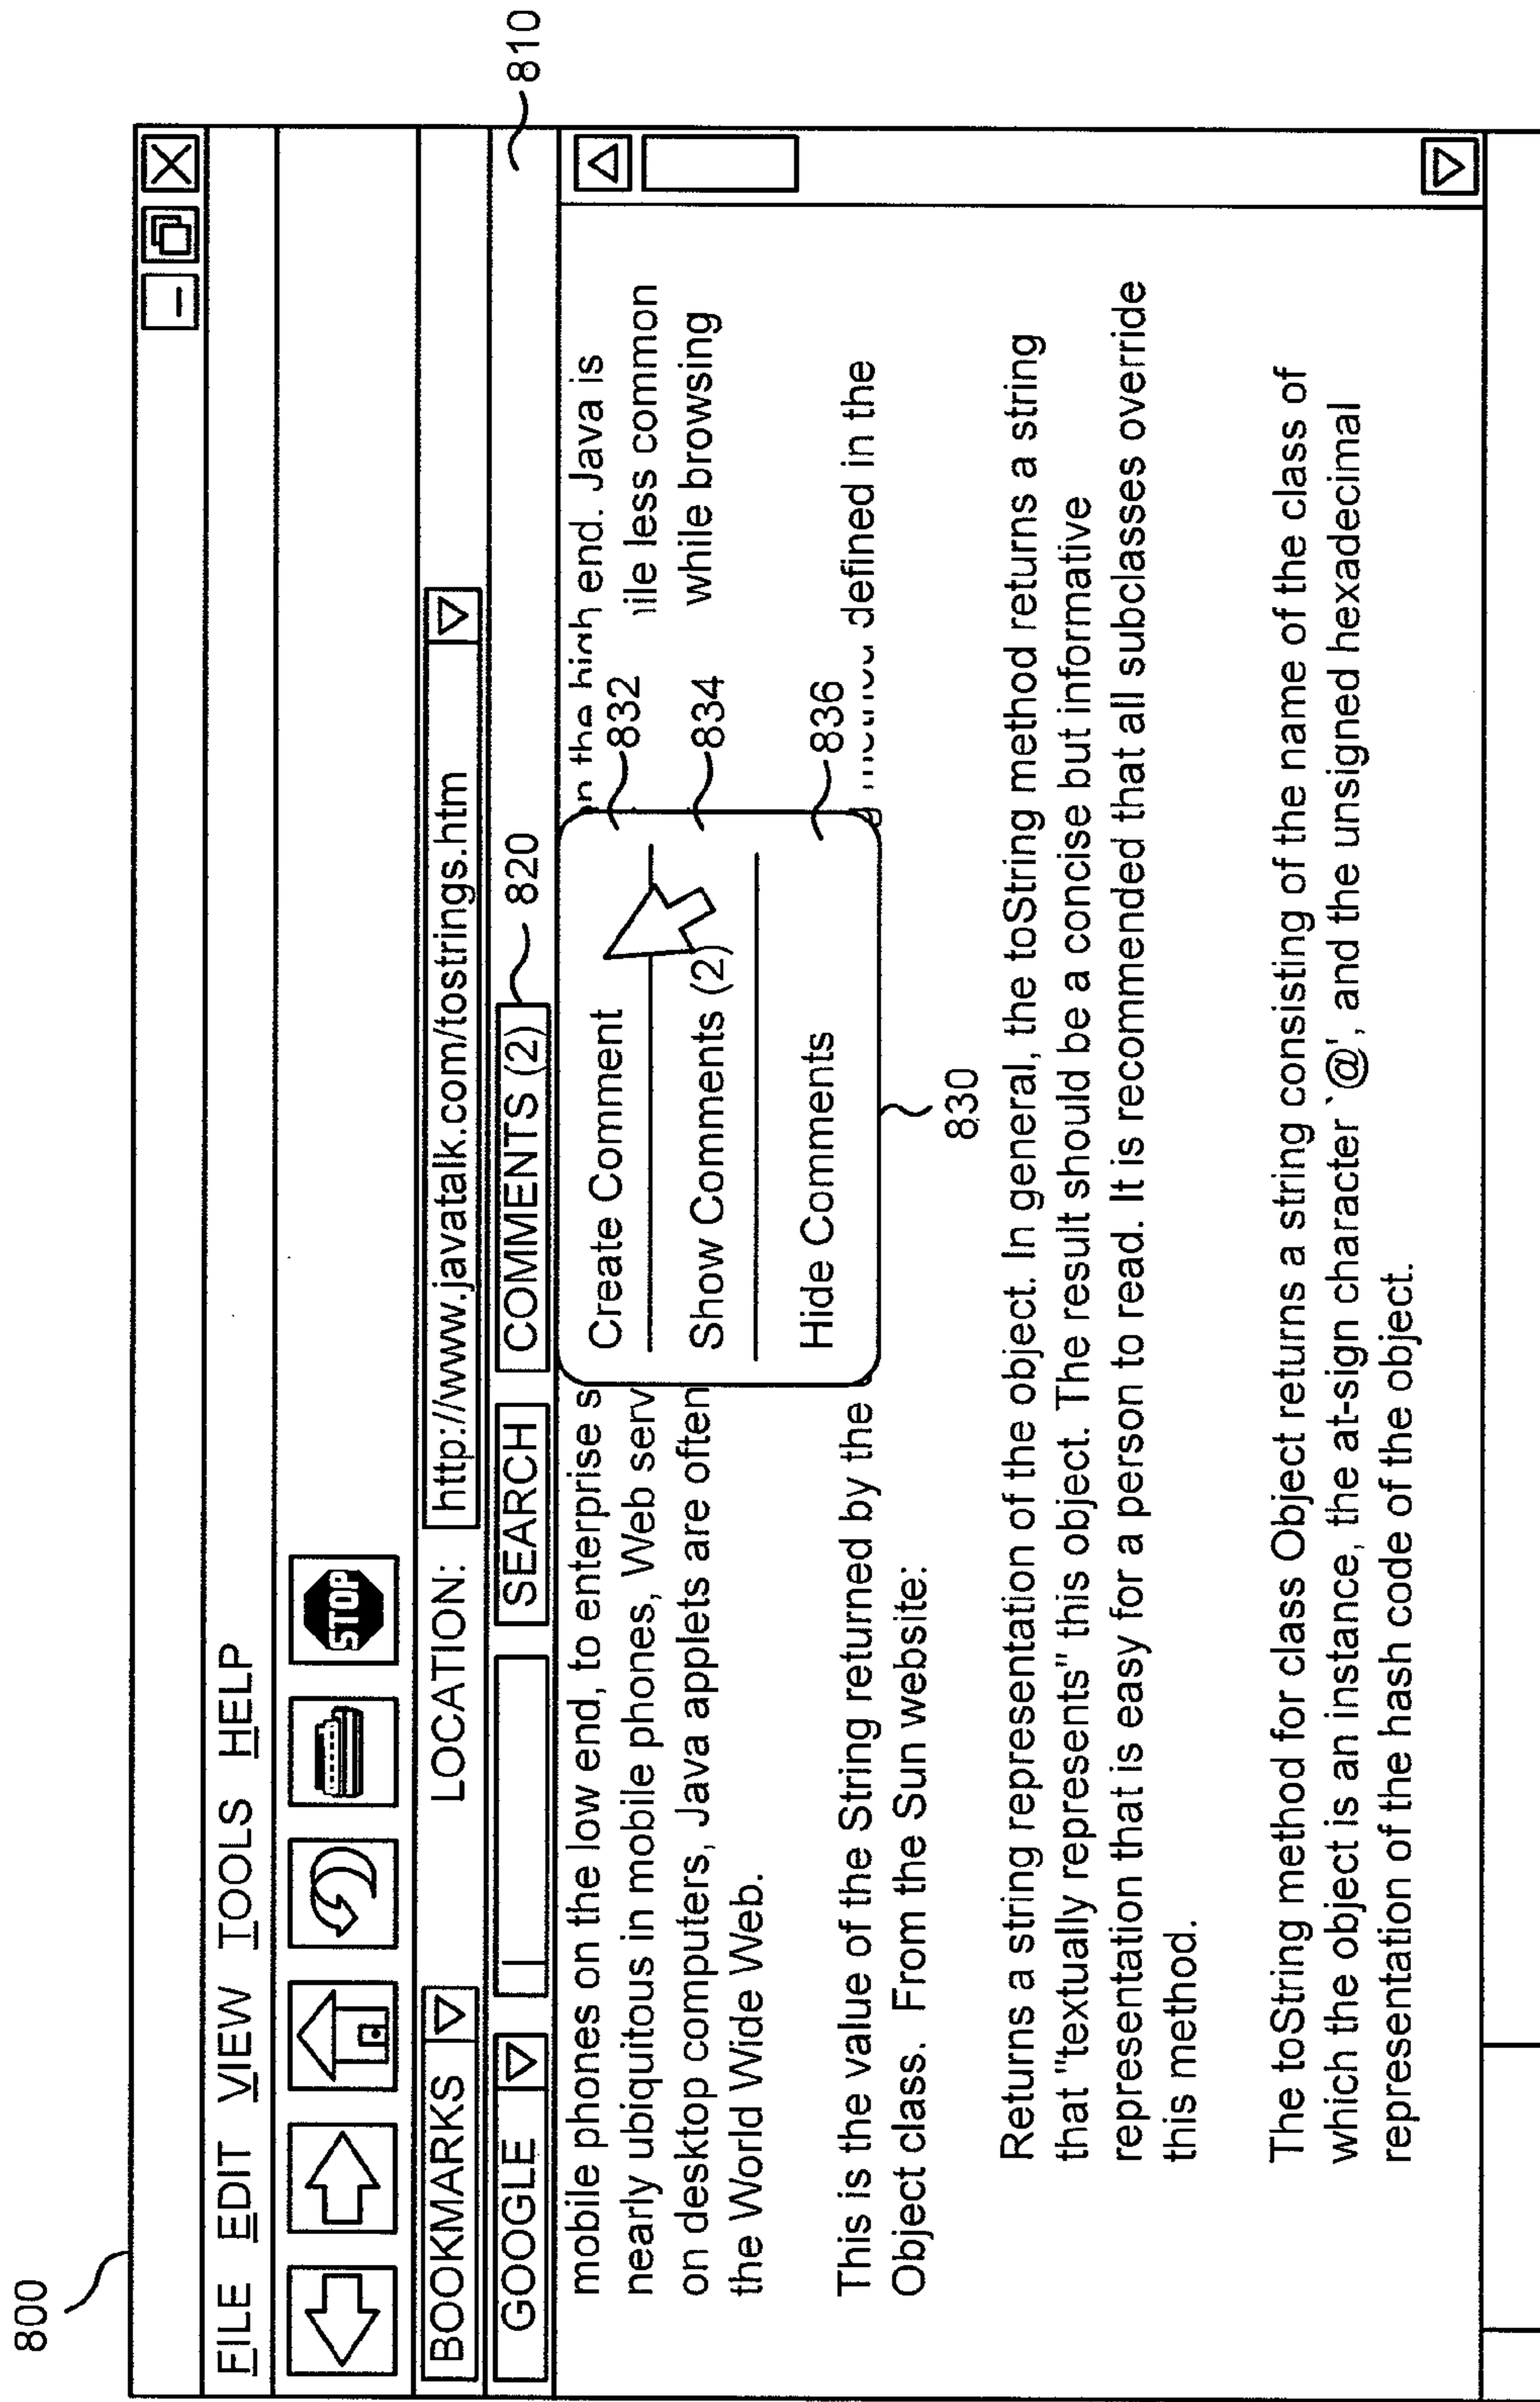 800
FILE EDIT VIEW TOOLS HELP
STOP
BOOKMARKS LOCATION: http://www.javatalk.com/tostrings.htm
GOOGLE SEARCH COMMENTS (2) 820 810
mobile phones on the low end, to enterprise s the high end. Java is
nearly ubiquitous in mobile phones, Web serv less common
on desktop computers, Java applets are often while browsing
the World Wide Web.
Create Comment 832
Show Comments (2) 834
Hide Comments 836
830
This is the value of the String returned by the defined in the
Object class. From the Sun website:
Returns a string representation of the object. In general, the toString method returns a string
that "textually represents" this object. The result should be a concise but informative
representation that is easy for a person to read. It is recommended that all subclasses override
this method.
The toString method for class Object returns a string consisting of the name of the class of
which the object is an instance, the at-sign character `@', and the unsigned hexadecimal
representation of the hash code of the object.